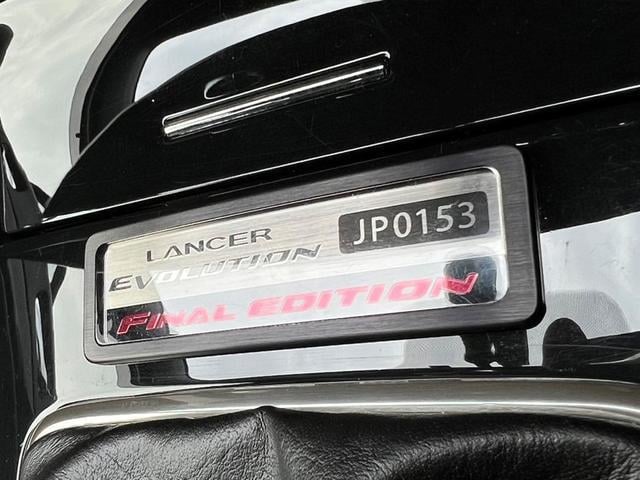 LANCER
EVOLUTION
JP0153
FINAL EDITION